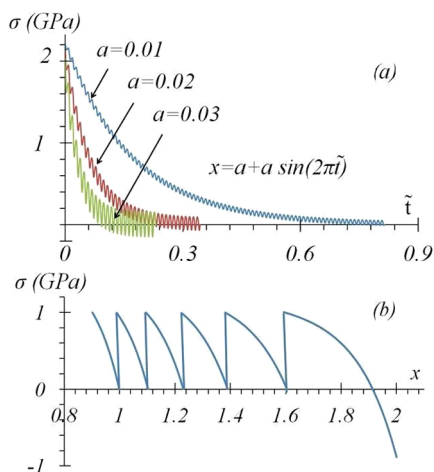 σ (GPa)
2
a=0.01
(a)
a=0.02
a=0.03
1
x=a+a sin(2πt̃)
t̃
0
0.3
0.6
0.9
σ (GPa)
1
(b)
x
0
0.8
1
1.2
1.4
1.6
1.8
2
-1